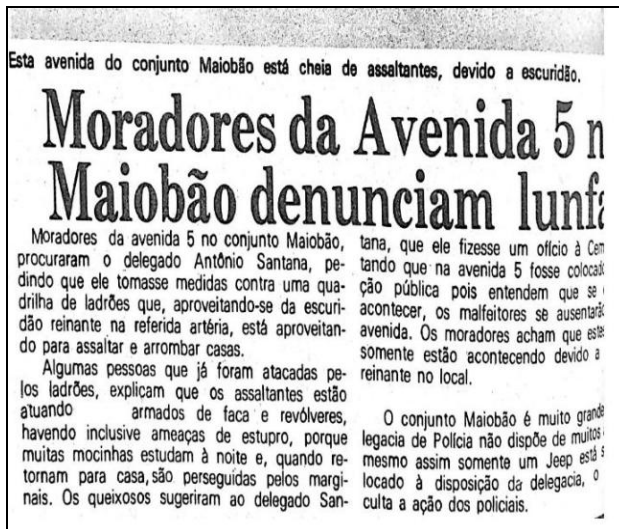 Esta avenida do conjunto Maiobão está cheia de assaltantes, devido a escuridão.
Moradores da Avenida 5 n
Maiobão denunciam lunfa
Moradores da avenida 5 no conjunto Maiobão,
procuraram o delegado Antônio Santana, pe-
dindo que ele tomasse medidas contra uma qua-
drilha de ladrões que, aproveitando-se da escuri-
dão reinante na referida artéria, está aproveitan-
do para assaltar e arrombar casas.
Algumas pessoas que já foram atacadas pe-
los ladrões, explicam que os assaltantes estão
atuando armados de faca e revólveres,
havendo inclusive ameaças de estupro, porque
muitas mocinhas estudam à noite e, quando re-
tornam para casa, são perseguidas pelos margi-
nais. Os queixosos sugeriram ao delegado San-
tana, que ele fizesse um ofício à Cem
tando que na avenida 5 fosse colocad
ção pública pois entendem que se
acontecer, os malfeitores se ausentarã
avenida. Os moradores acham que estes
somente estão acontecendo devido a
reinante no local.
O conjunto Maiobão é muito grande
legacia de Polícia não dispõe de muitos
mesmo assim somente um Jeep está s
locado à disposição da delegacia, o
culta a ação dos policiais.